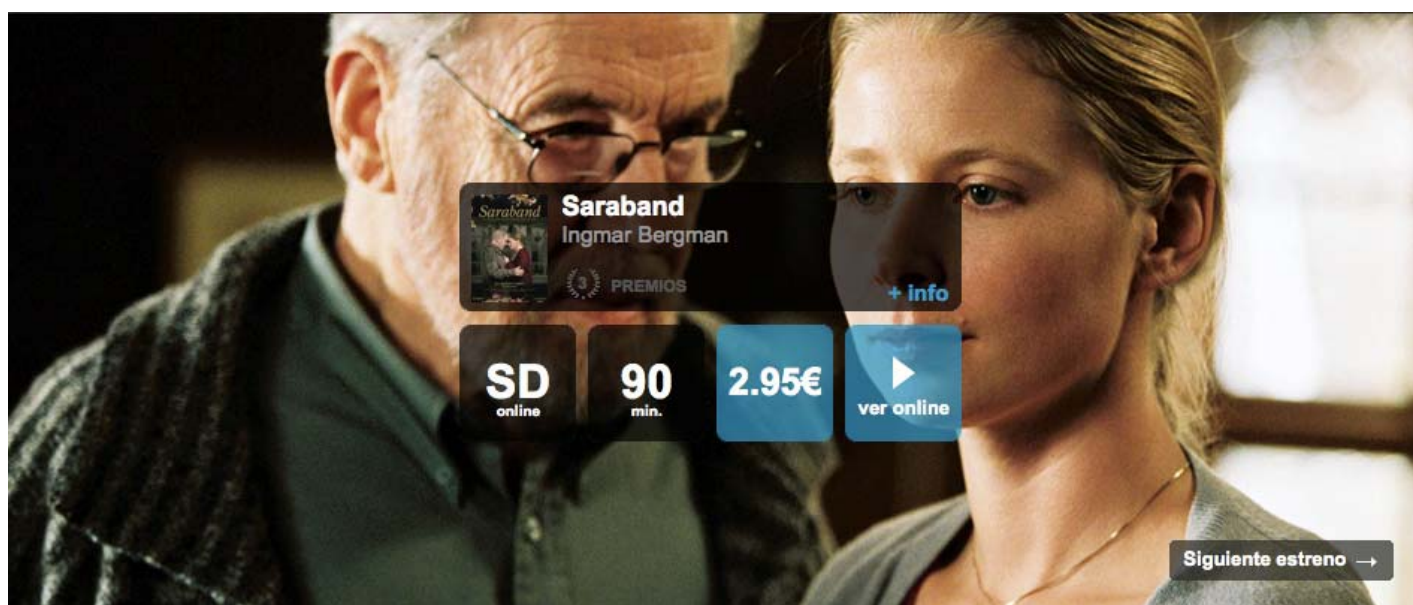 Saraband
Saraband
Ingmar Bergman
3 PREMIOS
+ info
SD
online
90
min.
2.95€
ver online
Siguiente estreno →